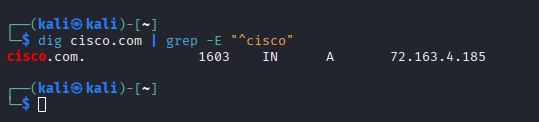 ┌──(kali㉿kali)-[~]
└─$ dig cisco.com | grep -E "^cisco"
cisco.com. 1603 IN A 72.163.4.185
┌──(kali㉿kali)-[~]
└─$